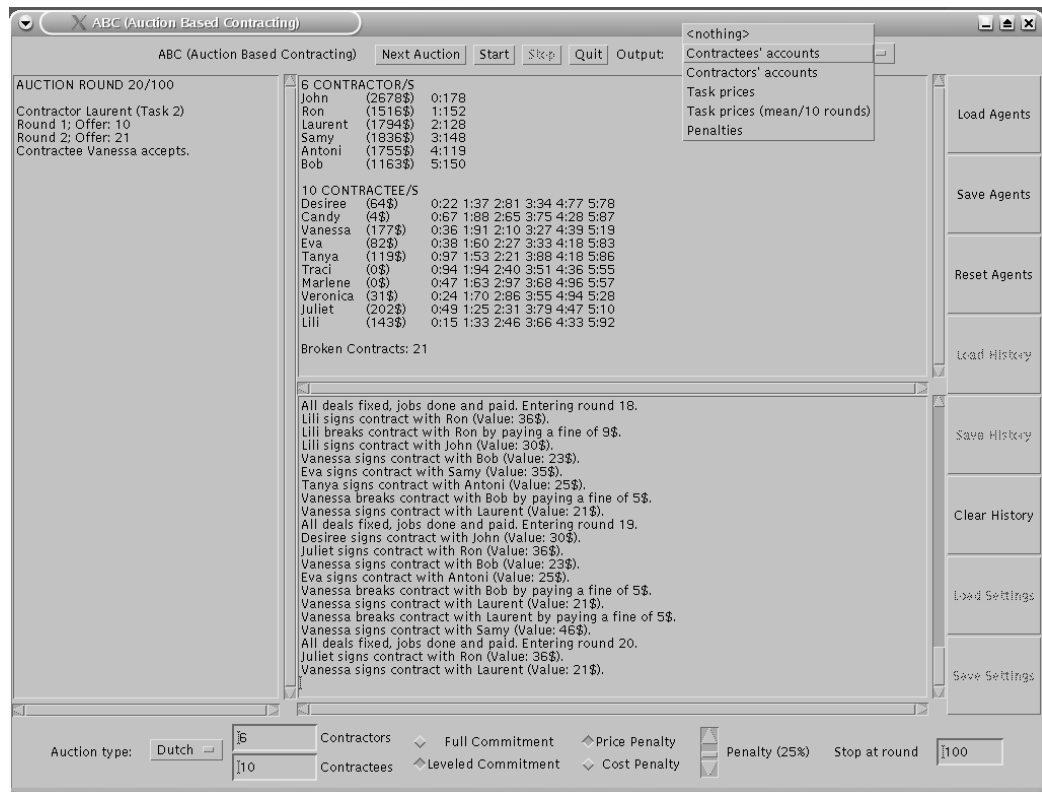 ABC (Auction Based Contracting)
ABC (Auction Based Contracting) Next Auction Start Stop Quit Output:
<nothing>
Contractees' accounts
Contractors' accounts
Task prices
Task prices (mean/10 rounds)
Penalties
AUCTION ROUND 20/100
Contractor Laurent (Task 2)
Round 1; Offer: 10
Round 2; Offer: 21
Contractee Vanessa accepts.
6 CONTRACTOR/S
John (2678$) 0:178
Ron (1516$) 1:152
Laurent (1794$) 2:128
Samy (1836$) 3:148
Antoni (1755$) 4:119
Bob (1163$) 5:150
10 CONTRACTEE/S
Desiree (64$) 0:22 1:37 2:81 3:34 4:77 5:78
Candy (4$) 0:67 1:88 2:65 3:75 4:28 5:87
Vanessa (177$) 0:36 1:91 2:10 3:27 4:39 5:19
Eva (82$) 0:38 1:60 2:27 3:33 4:18 5:83
Tanya (119$) 0:97 1:53 2:21 3:88 4:18 5:86
Traci (0$) 0:94 1:94 2:40 3:51 4:36 5:55
Marlene (0$) 0:47 1:63 2:97 3:68 4:96 5:57
Veronica (31$) 0:24 1:70 2:86 3:55 4:94 5:28
Juliet (202$) 0:49 1:25 2:31 3:79 4:47 5:10
Lili (143$) 0:15 1:33 2:46 3:66 4:33 5:92
Broken Contracts: 21
All deals fixed, jobs done and paid. Entering round 18.
Lili signs contract with Ron (Value: 36$).
Lili breaks contract with Ron by paying a fine of 9$.
Lili signs contract with John (Value: 30$).
Vanessa signs contract with Bob (Value: 23$).
Eva signs contract with Samy (Value: 35$).
Tanya signs contract with Antoni (Value: 25$).
Vanessa breaks contract with Bob by paying a fine of 5$.
Vanessa signs contract with Laurent (Value: 21$).
All deals fixed, jobs done and paid. Entering round 19.
Desiree signs contract with John (Value: 30$).
Juliet signs contract with Ron (Value: 36$).
Vanessa signs contract with Bob (Value: 23$).
Eva signs contract with Antoni (Value: 25$).
Vanessa breaks contract with Bob by paying a fine of 5$.
Vanessa signs contract with Laurent (Value: 21$).
Vanessa breaks contract with Laurent by paying a fine of 5$.
Vanessa signs contract with Samy (Value: 46$).
All deals fixed, jobs done and paid. Entering round 20.
Juliet signs contract with Ron (Value: 36$).
Vanessa signs contract with Laurent (Value: 21$).
Load Agents
Save Agents
Reset Agents
Load History
Save History
Clear History
Load Settings
Save Settings
Auction type: Dutch
6 Contractors
10 Contractees
Full Commitment
Leveled Commitment
Price Penalty
Cost Penalty
Penalty (25%)
Stop at round 100